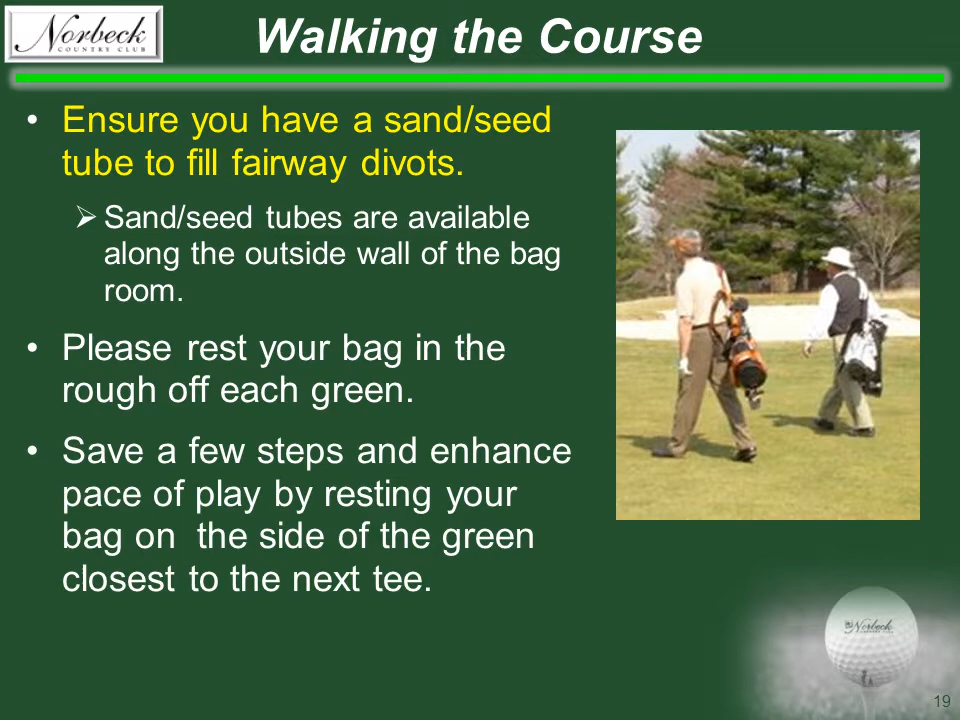 Norbeck
COUNTRY CLUB
Walking the Course
• Ensure you have a sand/seed
tube to fill fairway divots.
➢ Sand/seed tubes are available
along the outside wall of the bag
room.
• Please rest your bag in the
rough off each green.
• Save a few steps and enhance
pace of play by resting your
bag on  the side of the green
closest to the next tee.
Norbeck
COUNTRY CLUB
19